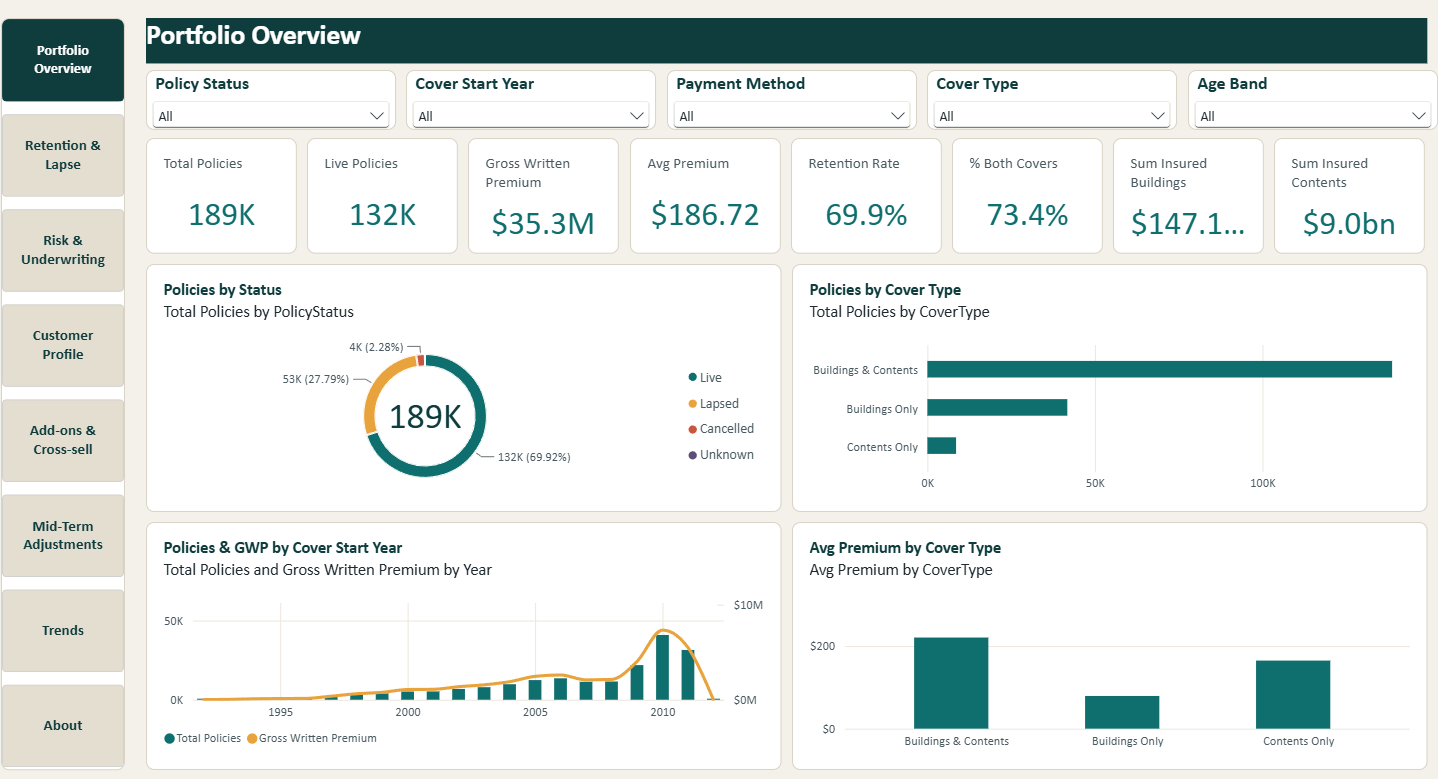 Portfolio Overview
Portfolio
Overview
Retention &
Lapse
Risk &
Underwriting
Customer
Profile
Add-ons &
Cross-sell
Mid-Term
Adjustments
Trends
About
Policy Status
All
Cover Start Year
All
Payment Method
All
Cover Type
All
Age Band
All
Total Policies
189K
Live Policies
132K
Gross Written
Premium
$35.3M
Avg Premium
$186.72
Retention Rate
69.9%
% Both Covers
73.4%
Sum Insured
Buildings
$147.1...
Sum Insured
Contents
$9.0bn
Policies by Status
Total Policies by PolicyStatus
4K (2.28%)
53K (27.79%)
189K
132K (69.92%)
Live
Lapsed
Cancelled
Unknown
Policies by Cover Type
Total Policies by CoverType
Buildings & Contents
Buildings Only
Contents Only
0K 50K 100K
Policies & GWP by Cover Start Year
Total Policies and Gross Written Premium by Year
50K
0K
$10M
$0M
1995 2000 2005 2010
Total Policies Gross Written Premium
Avg Premium by Cover Type
Avg Premium by CoverType
$200
$0
Buildings & Contents Buildings Only Contents Only